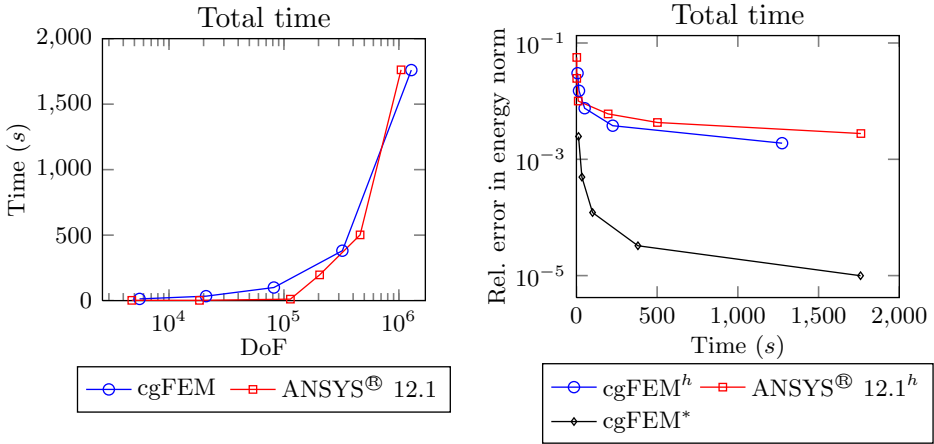 Total time
2,000
1,500
1,000
500
0
10^4
10^5
10^6
Time (s)
DoF
cgFEM
ANSYS® 12.1
Total time
10^−1
10^−3
10^−5
0
500
1,000
1,500
2,000
Rel. error in energy norm
Time (s)
cgFEM^h
ANSYS® 12.1^h
cgFEM^*